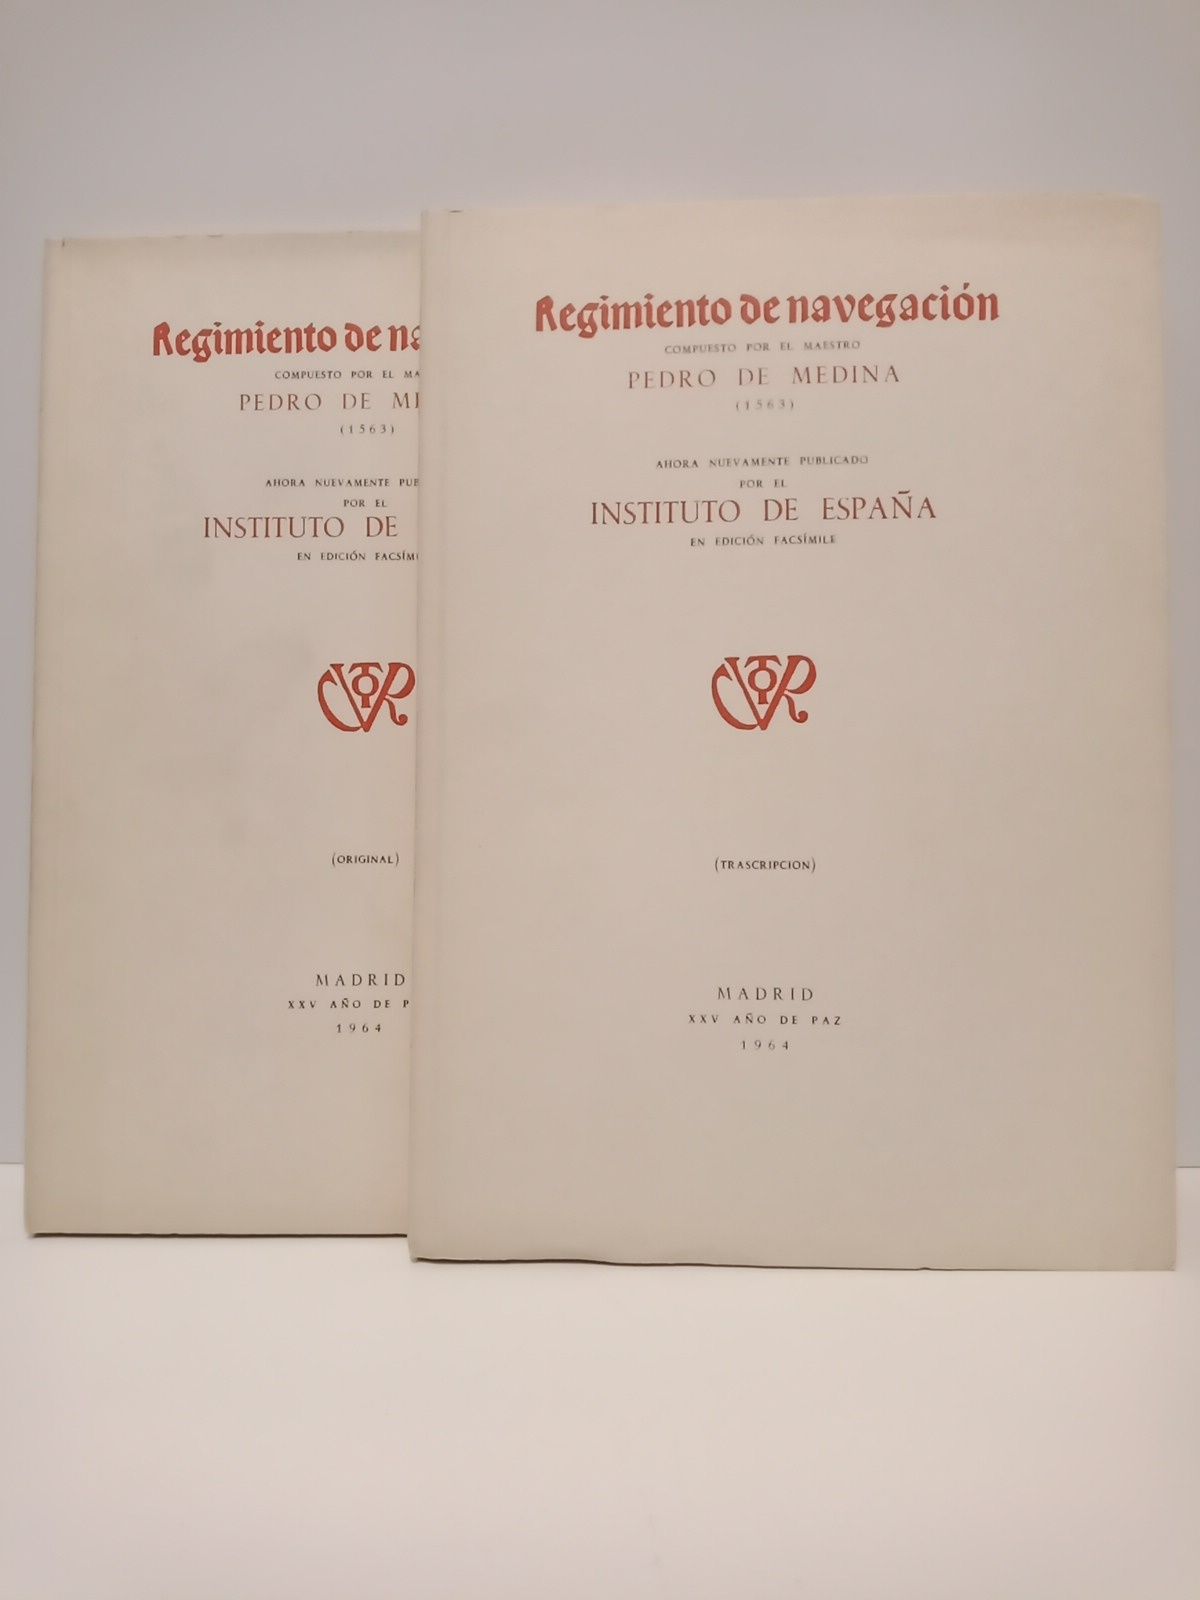 Regimiento de na
COMPUESTO POR EL MA
PEDRO DE ME
(1563)
AHORA NUEVAMENTE PUB
POR EL
INSTITUTO DE
EN EDICIÓN FACSÍMI
(ORIGINAL)
MADRID
XXV AÑO DE P
1964
Regimiento de navegación
COMPUESTO POR EL MAESTRO
PEDRO DE MEDINA
(1563)
AHORA NUEVAMENTE PUBLICADO
POR EL
INSTITUTO DE ESPAÑA
EN EDICIÓN FACSÍMILE
(TRASCRIPCION)
MADRID
XXV AÑO DE PAZ
1964